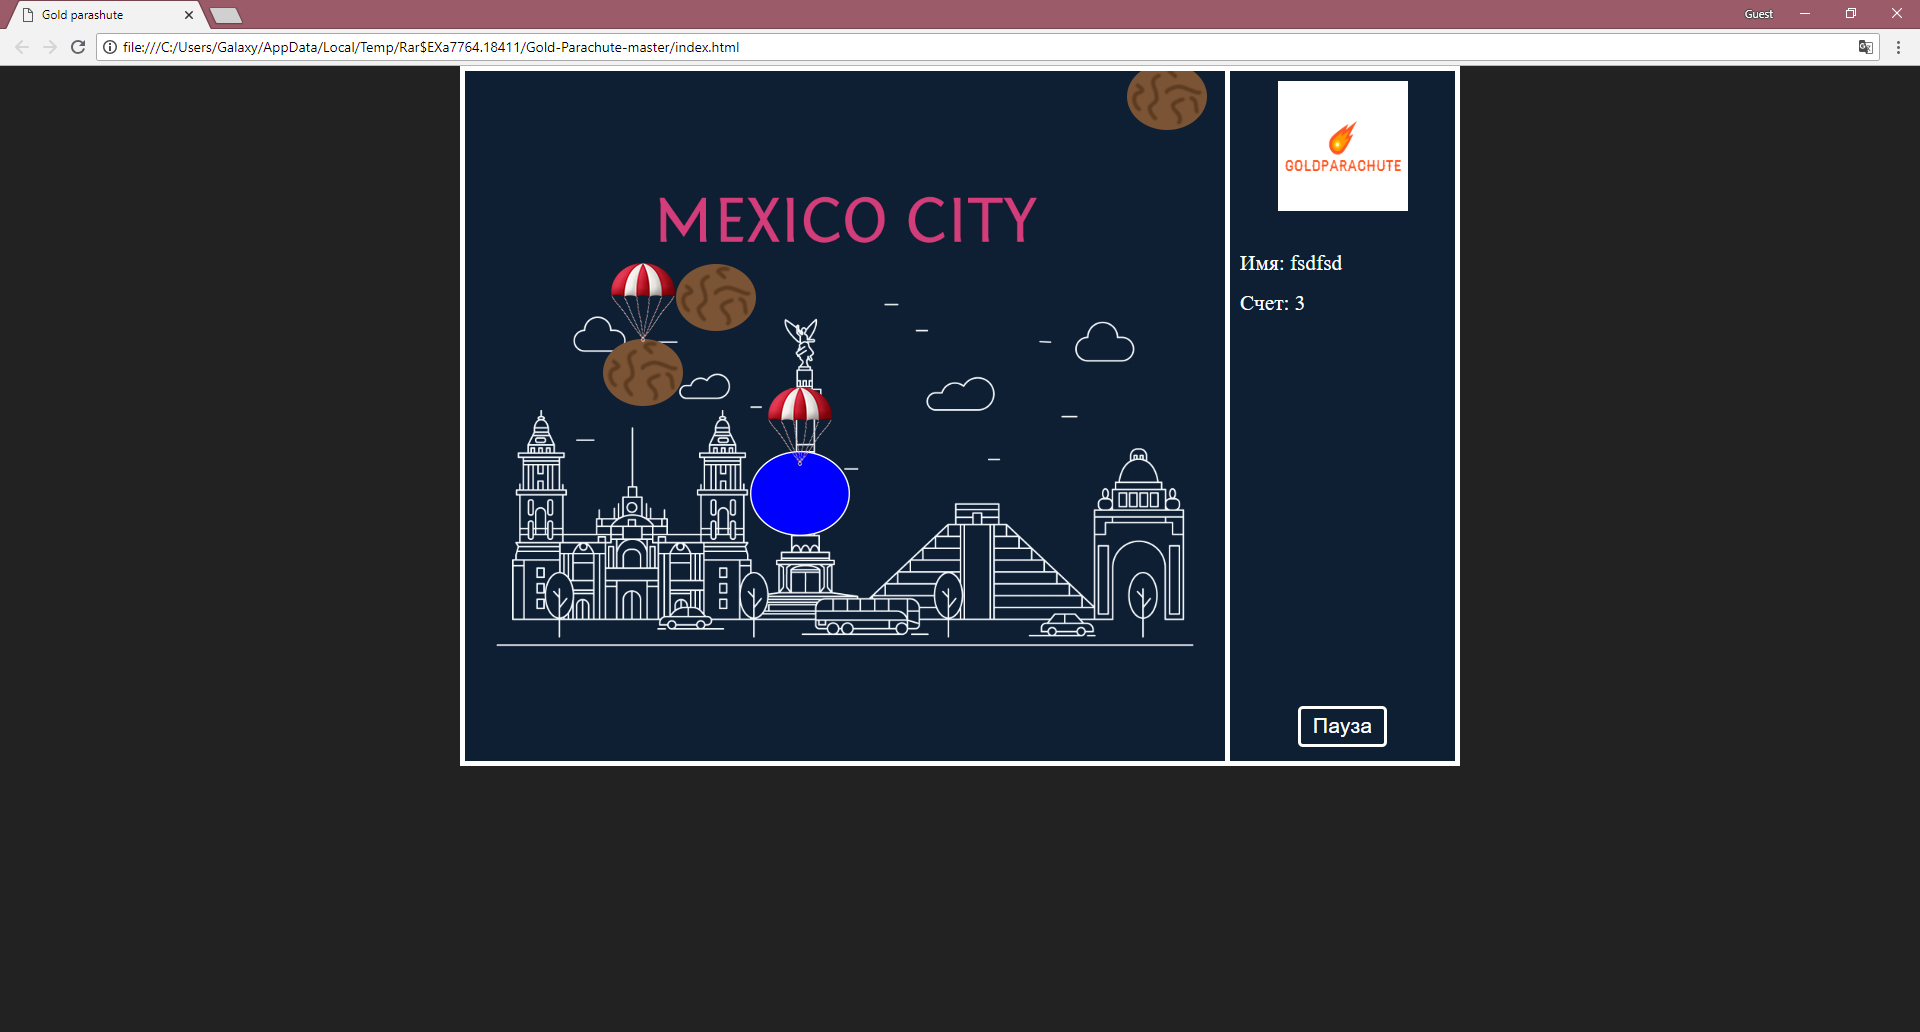 Gold parashute
Guest
file:///C:/Users/Galaxy/AppData/Local/Temp/Rar$EXa7764.18411/Gold-Parachute-master/index.html
MEXICO CITY
GOLDPARACHUTE
Имя: fsdfsd
Счет: 3
Пауза